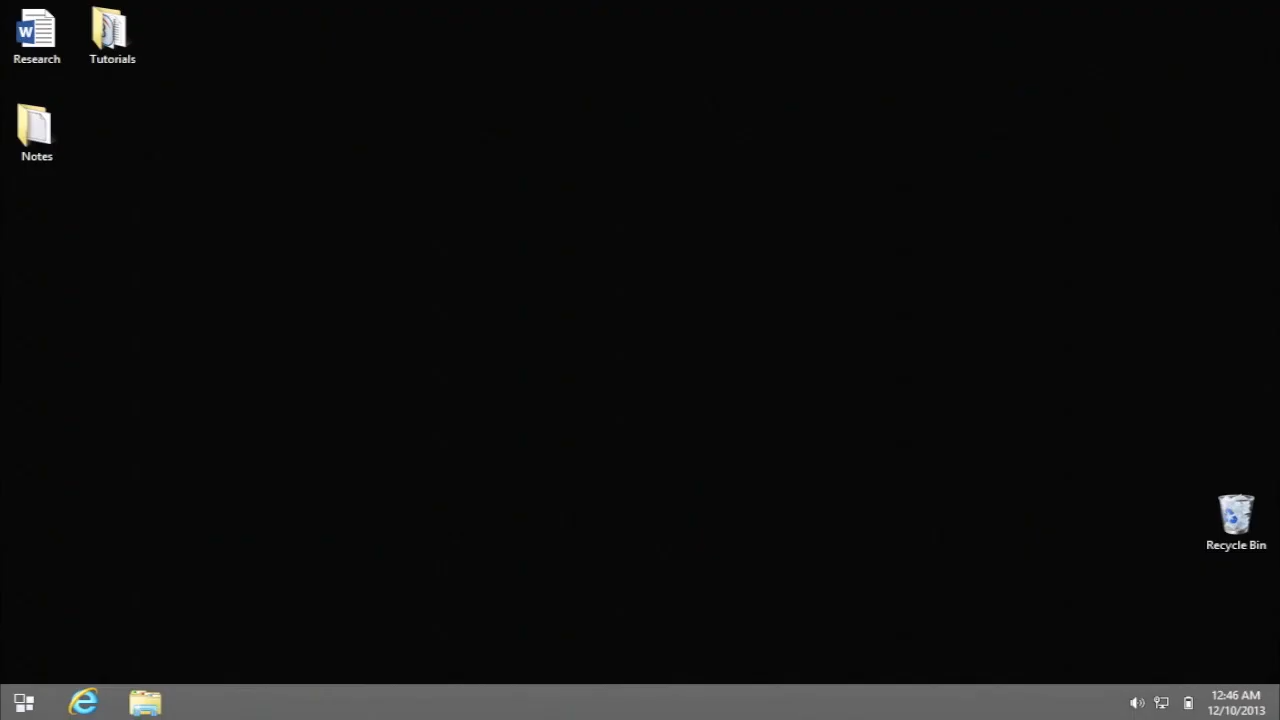 Research
Tutorials
Notes
Recycle Bin
12:46 AM
12/10/2013